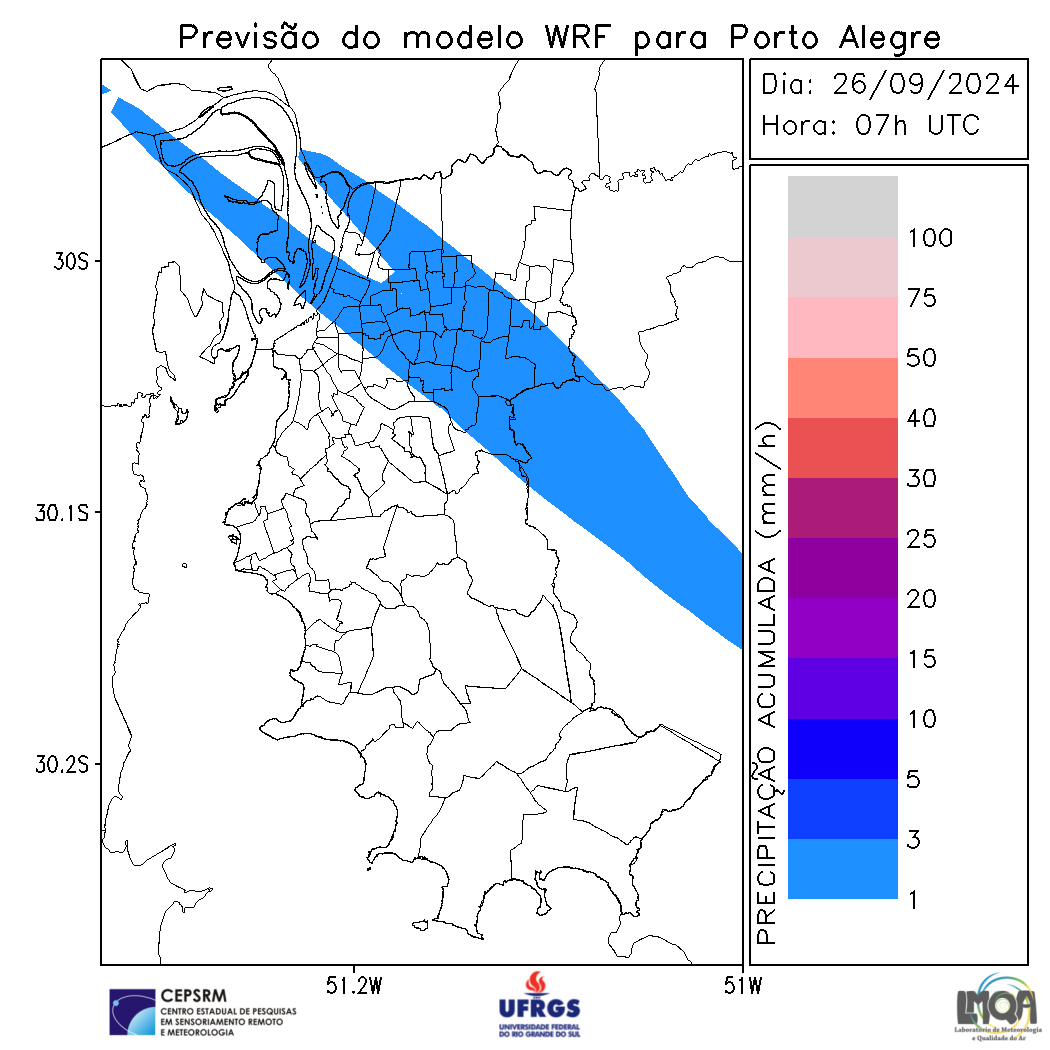 Previsão do modelo WRF para Porto Alegre
Dia: 26/09/2024
Hora: 07h UTC
30S
30.1S
30.2S
51.2W
51W
PRECIPITAÇÃO ACUMULADA (mm/h)
100
75
50
40
30
25
20
15
10
5
3
1
CEPSRM
CENTRO ESTADUAL DE PESQUISAS
EM SENSORIAMENTO REMOTO
E METEOROLOGIA
UFRGS
UNIVERSIDADE FEDERAL
DO RIO GRANDE DO SUL
LMQA
Laboratório de Meteorologia
e Qualidade do Ar